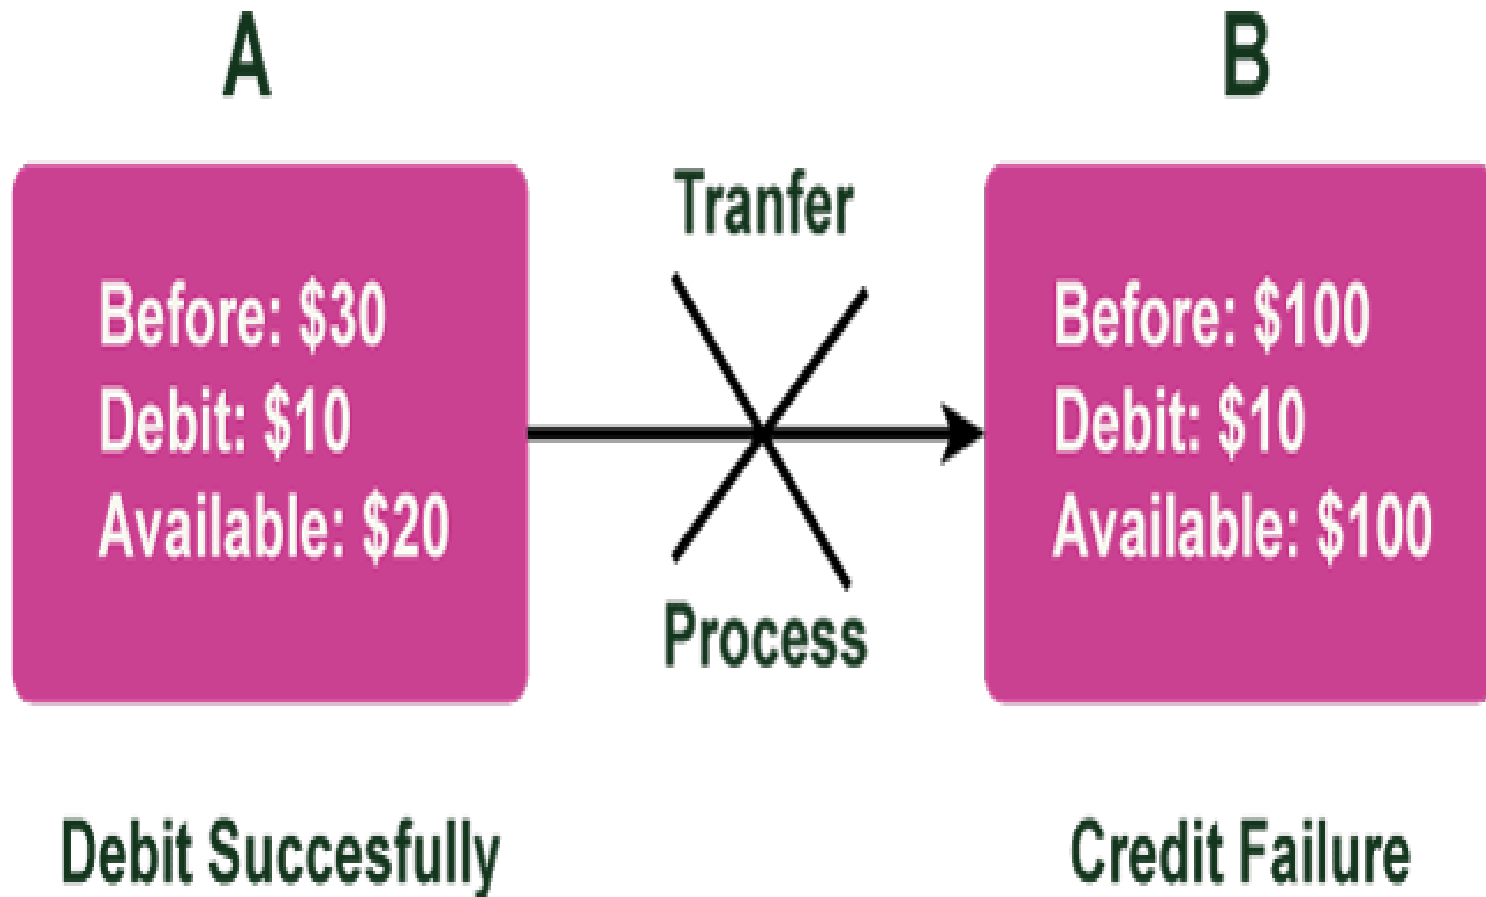 A
B
Tranfer
Before: $30
Debit: $10
Available: $20
Before: $100
Debit: $10
Available: $100
Process
Debit Succesfully
Credit Failure